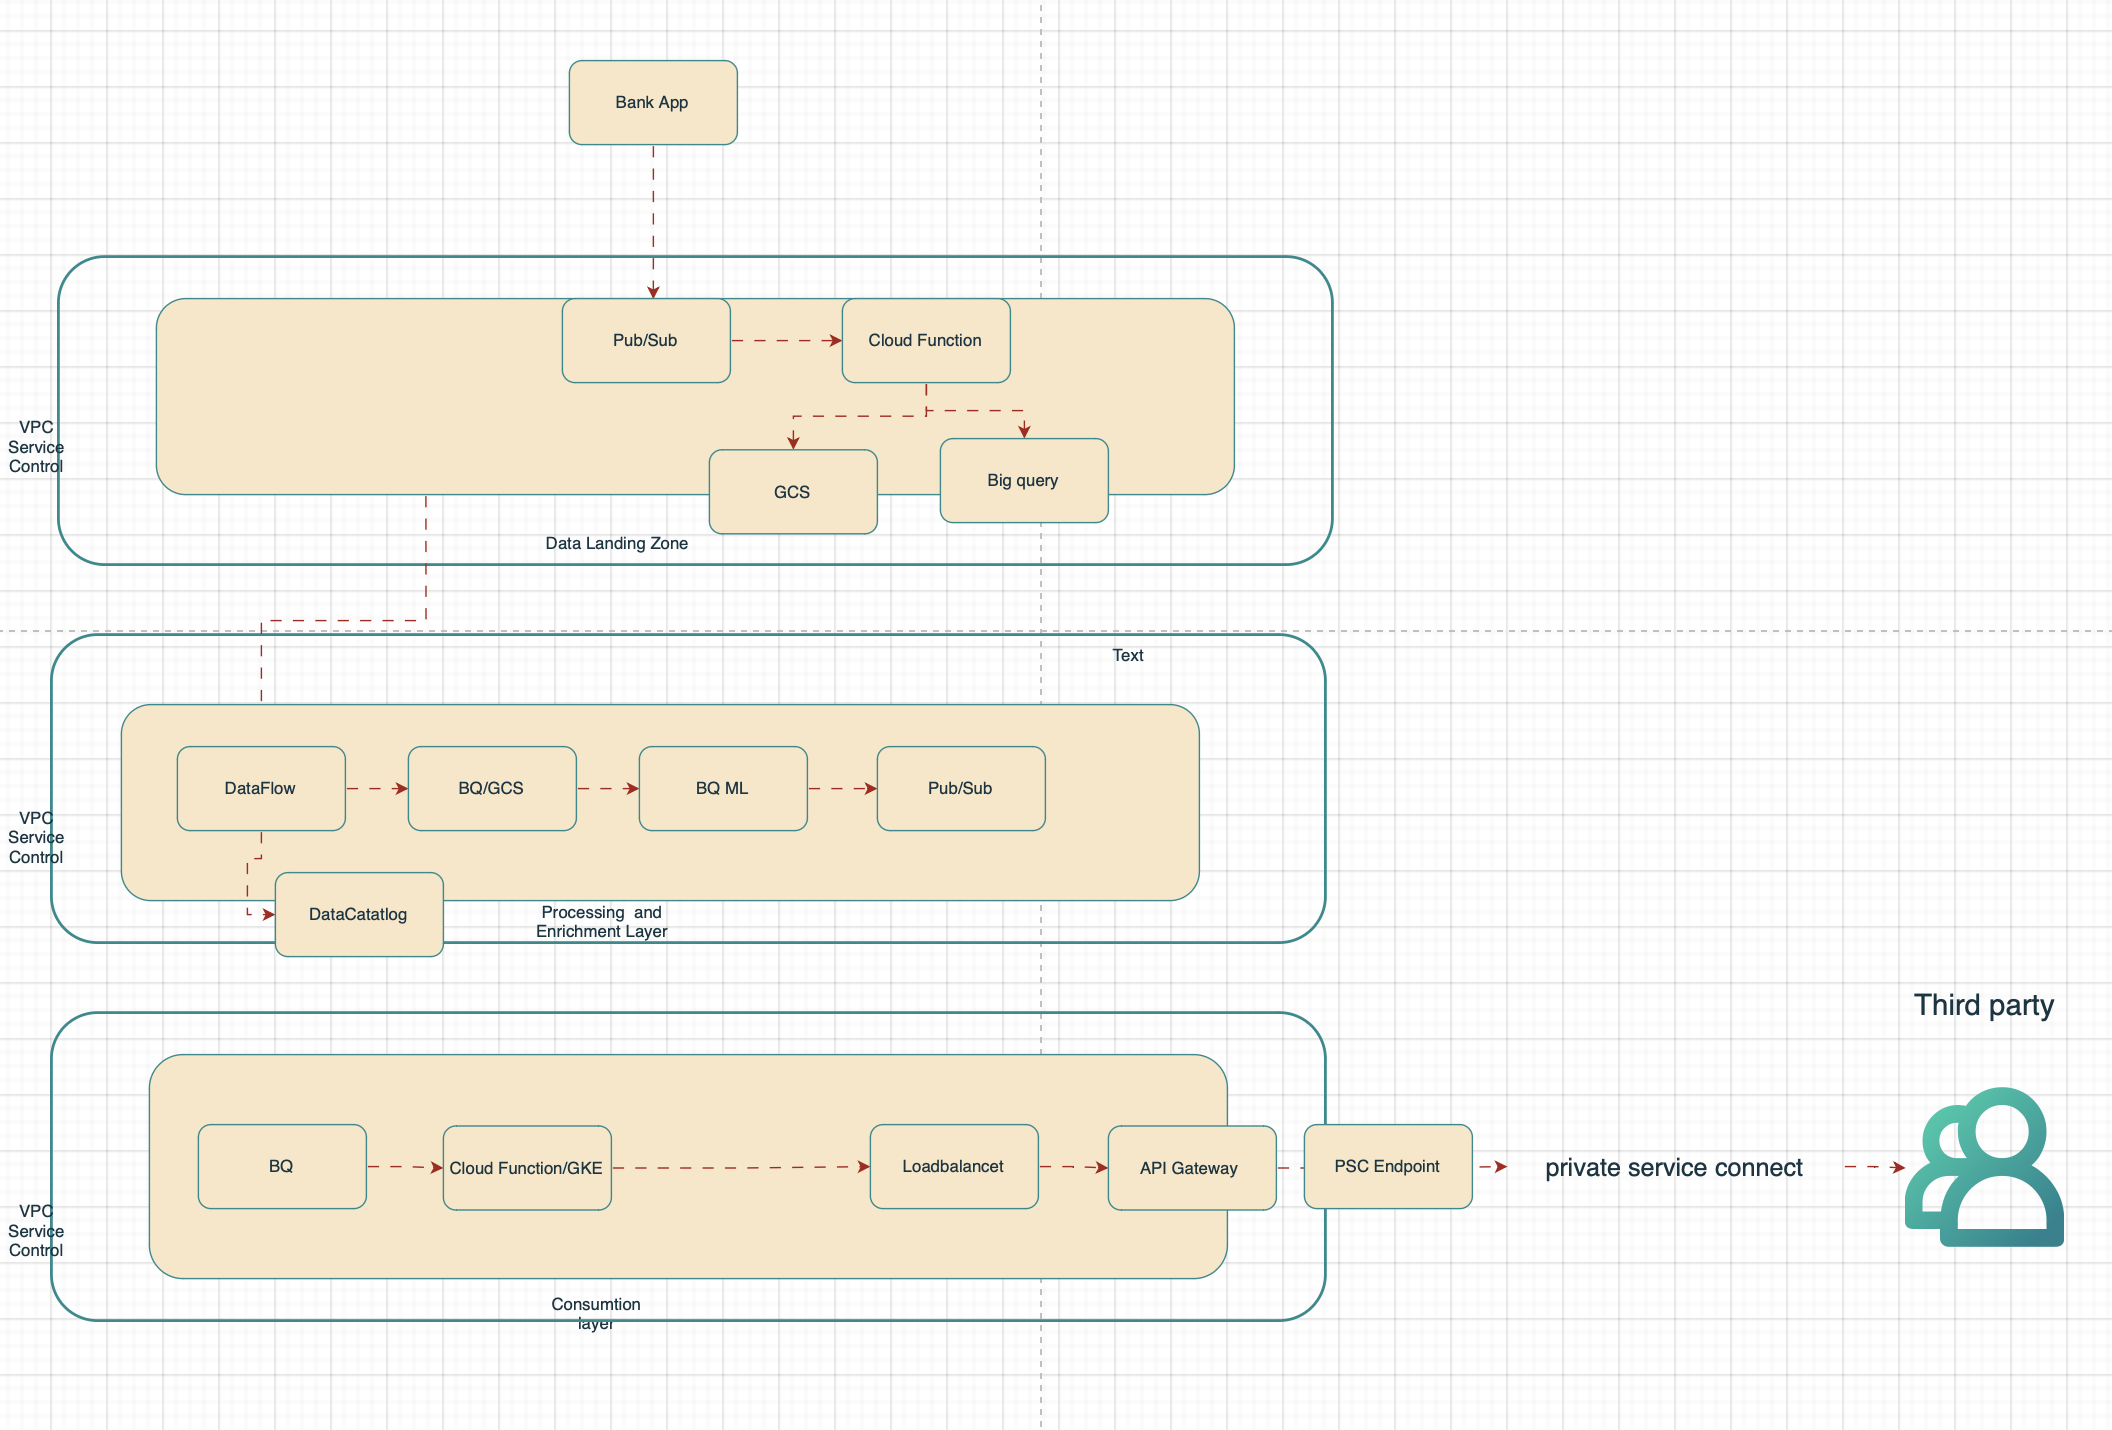 Bank App
Pub/Sub
Cloud Function
VPC
Service
Control
GCS
Big query
Data Landing Zone
Text
DataFlow
BQ/GCS
BQ ML
Pub/Sub
VPC
Service
Control
DataCatatlog
Processing and
Enrichment Layer
Third party
BQ
Cloud Function/GKE
Loadbalancet
API Gateway
PSC Endpoint
private service connect
VPC
Service
Control
Consumtion
layer